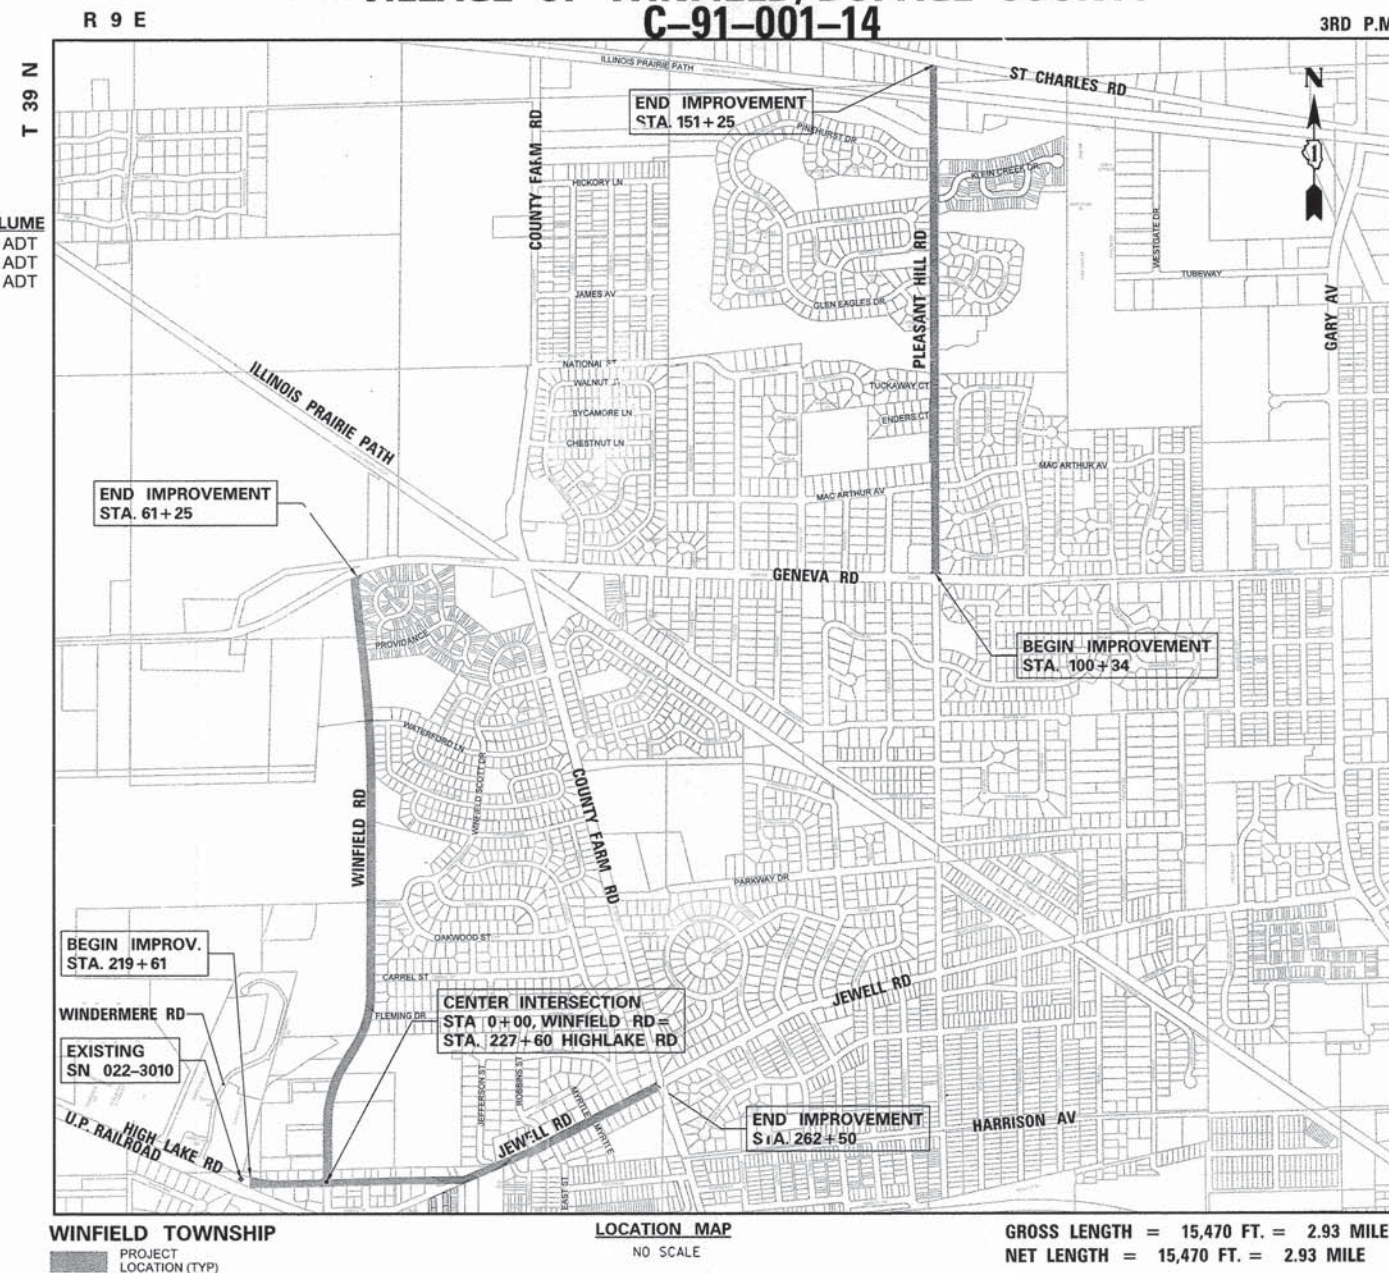 C-91-001-14
R 9 E
3RD P.M
T 39 N
LUME
ADT
ADT
ADT
ILLINOIS PRAIRIE PATH
ST CHARLES RD
N
1
END IMPROVEMENT
STA. 151+25
COUNTY FARM RD
PINEHURST DR
KLEIN CREEK DR
HICKORY LN
WESTGATE DR
PLEASANT HILL RD
TUBEWAY
JAMES AV
GLEN EAGLES DR
GARY AV
NATIONAL ST
WALNUT
TUCKAWAY CT
SYCAMORE LN
ENDERS CT
CHESTNUT LN
ILLINOIS PRAIRIE PATH
MAC ARTHUR AV
MAC ARTHUR AV
END IMPROVEMENT
STA. 61+25
GENEVA RD
PROVIDANCE
BEGIN IMPROVEMENT
STA. 100+34
WATERFORD LN
WINFIELD SCOTT DR
WINFIELD RD
COUNTY FARM RD
PARKWAY DR
OAKWOOD ST
BEGIN IMPROV.
STA. 219+61
CARREL ST
JEWELL RD
CENTER INTERSECTION
STA 0+00, WINFIELD RD=
STA. 227+60 HIGHLAKE RD
WINDERMERE RD
FLEMING DR
EXISTING
SN 022-3010
JEFFERSON ST
ROBBINS ST
MYRTLE
MYRTLE
JEWELL RD
END IMPROVEMENT
STA. 262+50
HARRISON AV
HIGH LAKE RD
U.P. RAILROAD
EAST ST
WINFIELD TOWNSHIP
PROJECT
LOCATION (TYP)
LOCATION MAP
NO SCALE
GROSS LENGTH = 15,470 FT. = 2.93 MILE
NET LENGTH = 15,470 FT. = 2.93 MILE